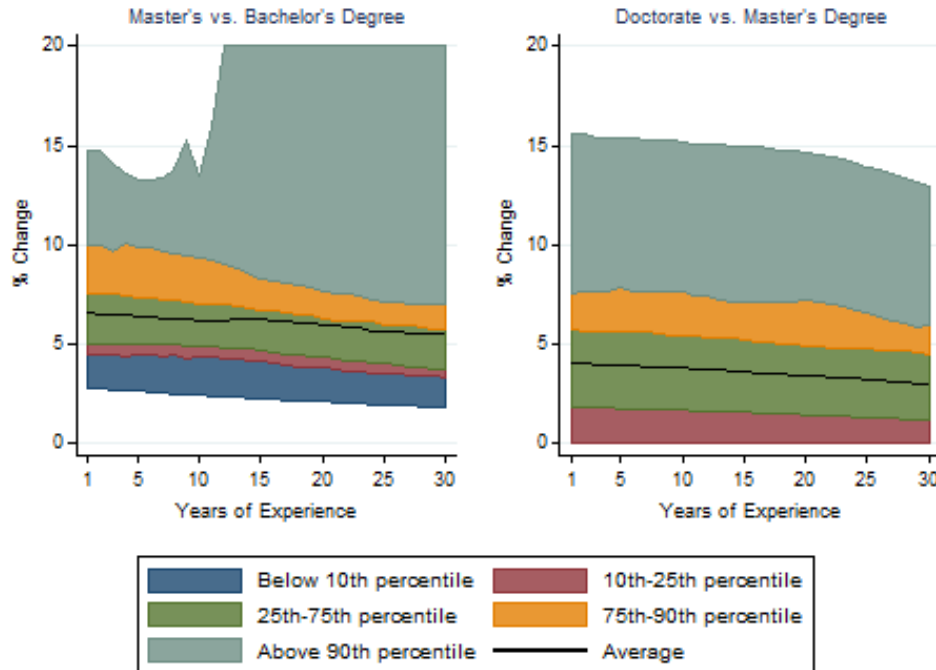 Master's vs. Bachelor's Degree
% Change
20
15
10
5
0
1 5 10 15 20 25 30
Years of Experience
Doctorate vs. Master's Degree
% Change
20
15
10
5
0
1 5 10 15 20 25 30
Years of Experience
Below 10th percentile
10th-25th percentile
25th-75th percentile
75th-90th percentile
Above 90th percentile
Average